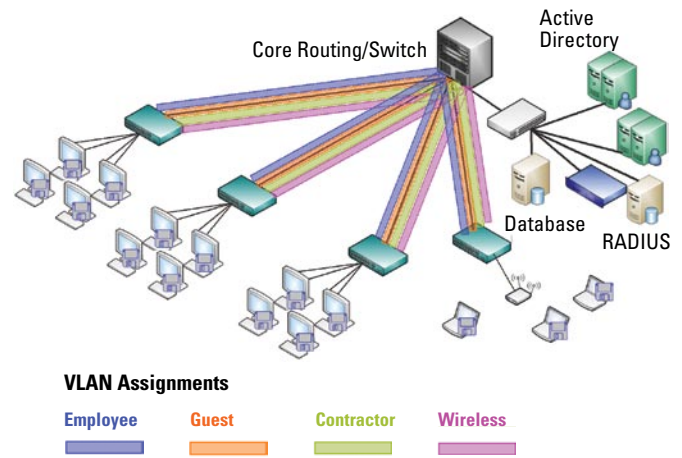 Active
Directory
Core Routing/Switch
Database
RADIUS
VLAN Assignments
Employee Guest Contractor Wireless